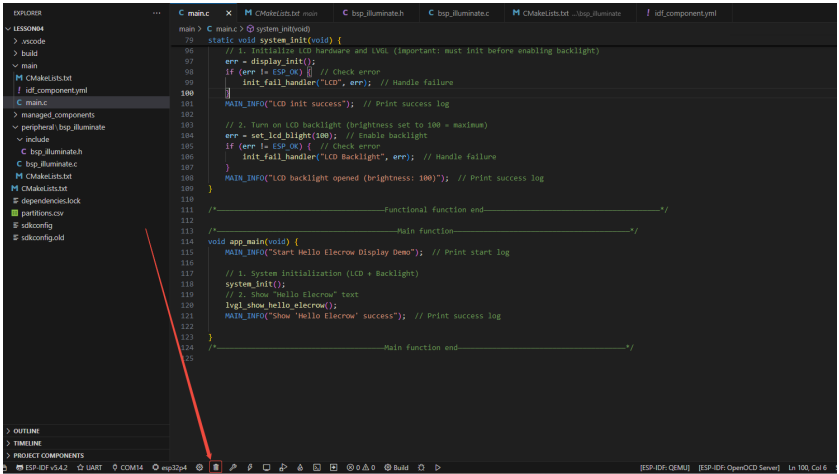 EXPLORER
LESSON04
.vscode
build
main
M CMakeLists.txt
! idf_component.yml
C main.c
managed_components
peripheral \ bsp_illuminate
include
C bsp_illuminate.h
C bsp_illuminate.c
M CMakeLists.txt
M CMakeLists.txt
dependencies.lock
partitions.csv
sdkconfig
sdkconfig.old
OUTLINE
TIMELINE
PROJECT COMPONENTS
C main.c × M CMakeLists.txt main C bsp_illuminate.h C bsp_illuminate.c M CMakeLists.txt ...\bsp_illuminate ! idf_component.yml
main > C main.c > system_init(void)
79 static void system_init(void) {
96 // 1. Initialize LCD hardware and LVGL (important: must init before enabling backlight)
97 err = display_init();
98 if (err != ESP_OK) { // Check error
99 init_fail_handler("LCD", err); // Handle failure
100 }
101 MAIN_INFO("LCD init success"); // Print success log
102
103 // 2. Turn on LCD backlight (brightness set to 100 = maximum)
104 err = set_lcd_blight(100); // Enable backlight
105 if (err != ESP_OK) { // Check error
106 init_fail_handler("LCD Backlight", err); // Handle failure
107 }
108 MAIN_INFO("LCD backlight opened (brightness: 100)"); // Print success log
109 }
110
111 /*————————————————Functional function end————————————————*/
112
113 /*————————————————Main function————————————————*/
114 void app_main(void) {
115 MAIN_INFO("Start Hello Elecrow Display Demo"); // Print start log
116
117 // 1. System initialization (LCD + Backlight)
118 system_init();
119 // 2. Show "Hello Elecrow" text
120 lvgl_show_hello_elecrow();
121 MAIN_INFO("Show 'Hello Elecrow' success"); // Print success log
122
123 }
124 /*————————————————Main function end————————————————*/
125
ESP-IDF v5.4.2 UART COM14 esp32p4 0 0 Build [ESP-IDF: QEMU] [ESP-IDF: OpenOCD Server] Ln 100, Col 6